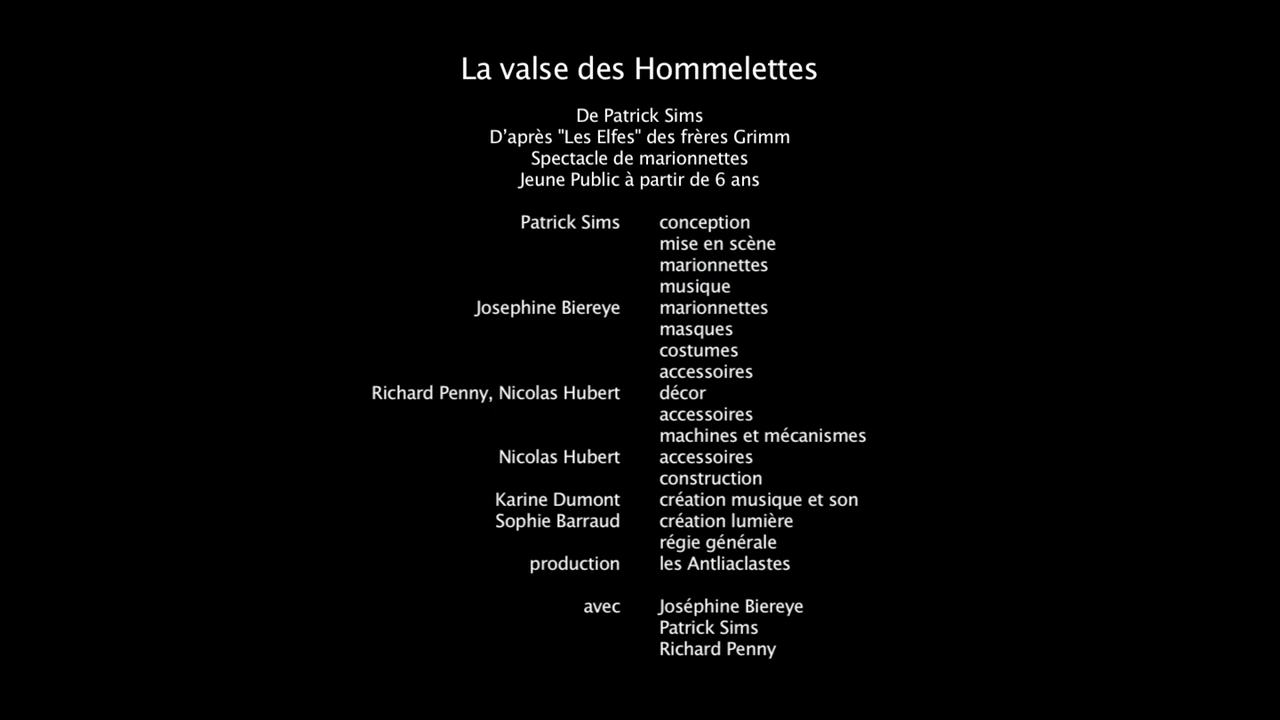 La valse des Hommelettes
De Patrick Sims
D'après "Les Elfes" des frères Grimm
Spectacle de marionnettes
Jeune Public à partir de 6 ans
Patrick Sims conception
mise en scène
marionnettes
musique
Josephine Biereye marionnettes
masques
costumes
accessoires
Richard Penny, Nicolas Hubert décor
accessoires
machines et mécanismes
Nicolas Hubert accessoires
construction
Karine Dumont création musique et son
Sophie Barraud création lumière
régie générale
production les Antliaclastes
avec Joséphine Biereye
Patrick Sims
Richard Penny